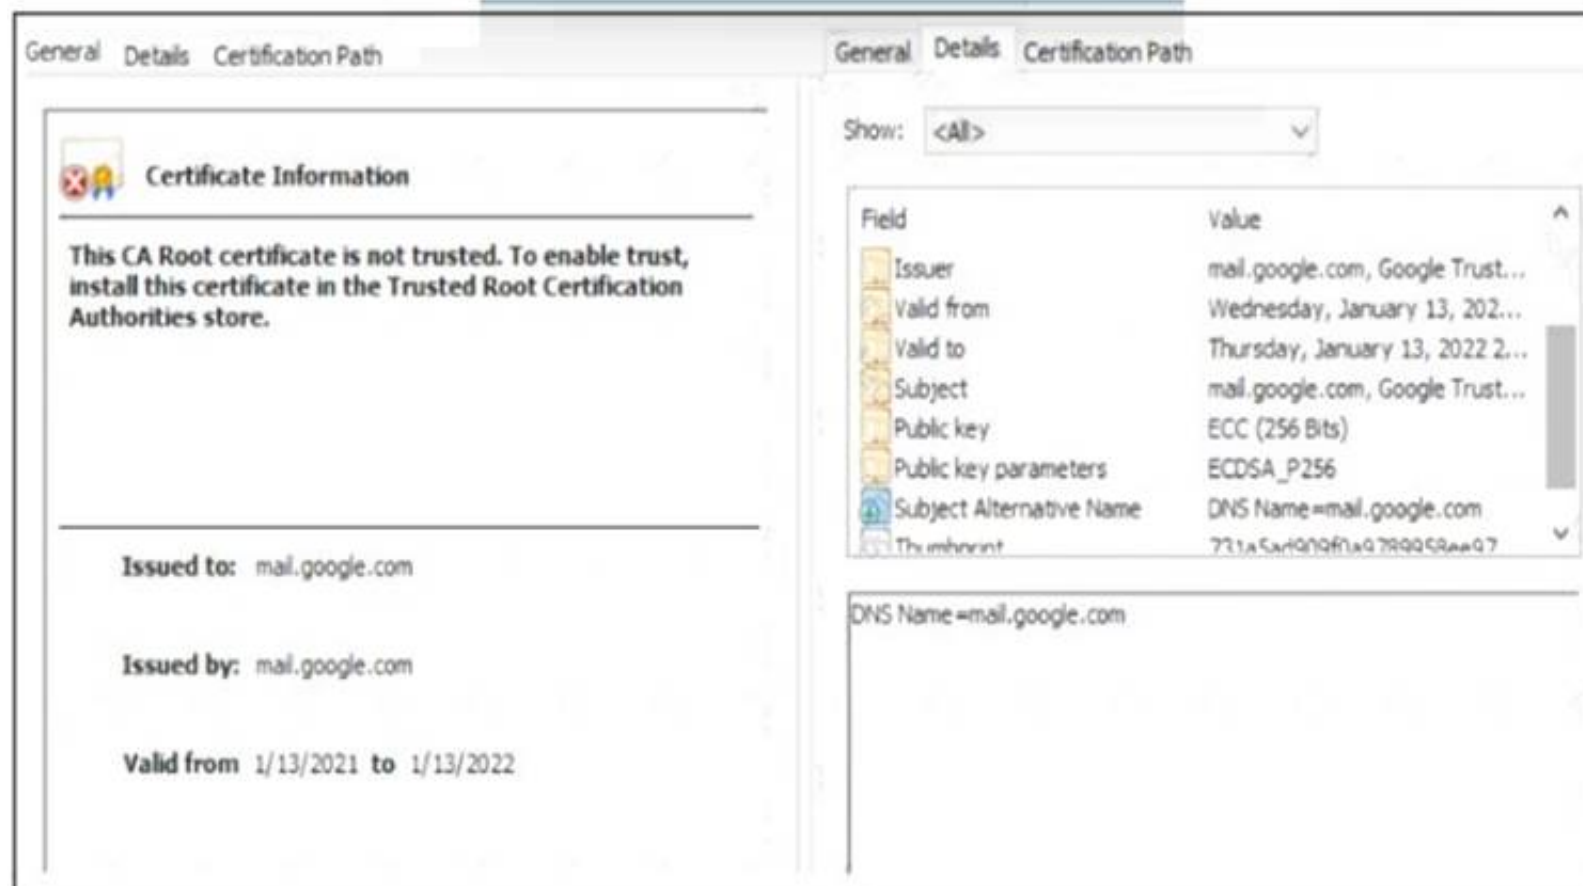 General Details Certification Path
Certificate Information
This CA Root certificate is not trusted. To enable trust,
install this certificate in the Trusted Root Certification
Authorities store.
Issued to: mail.google.com
Issued by: mail.google.com
Valid from 1/13/2021 to 1/13/2022
General Details Certification Path
Show: <All>
Field Value
Issuer mail.google.com, Google Trust...
Valid from Wednesday, January 13, 202...
Valid to Thursday, January 13, 2022 2...
Subject mail.google.com, Google Trust...
Public key ECC (256 Bits)
Public key parameters ECDSA_P256
Subject Alternative Name DNS Name=mail.google.com
Thumbprint
DNS Name=mail.google.com